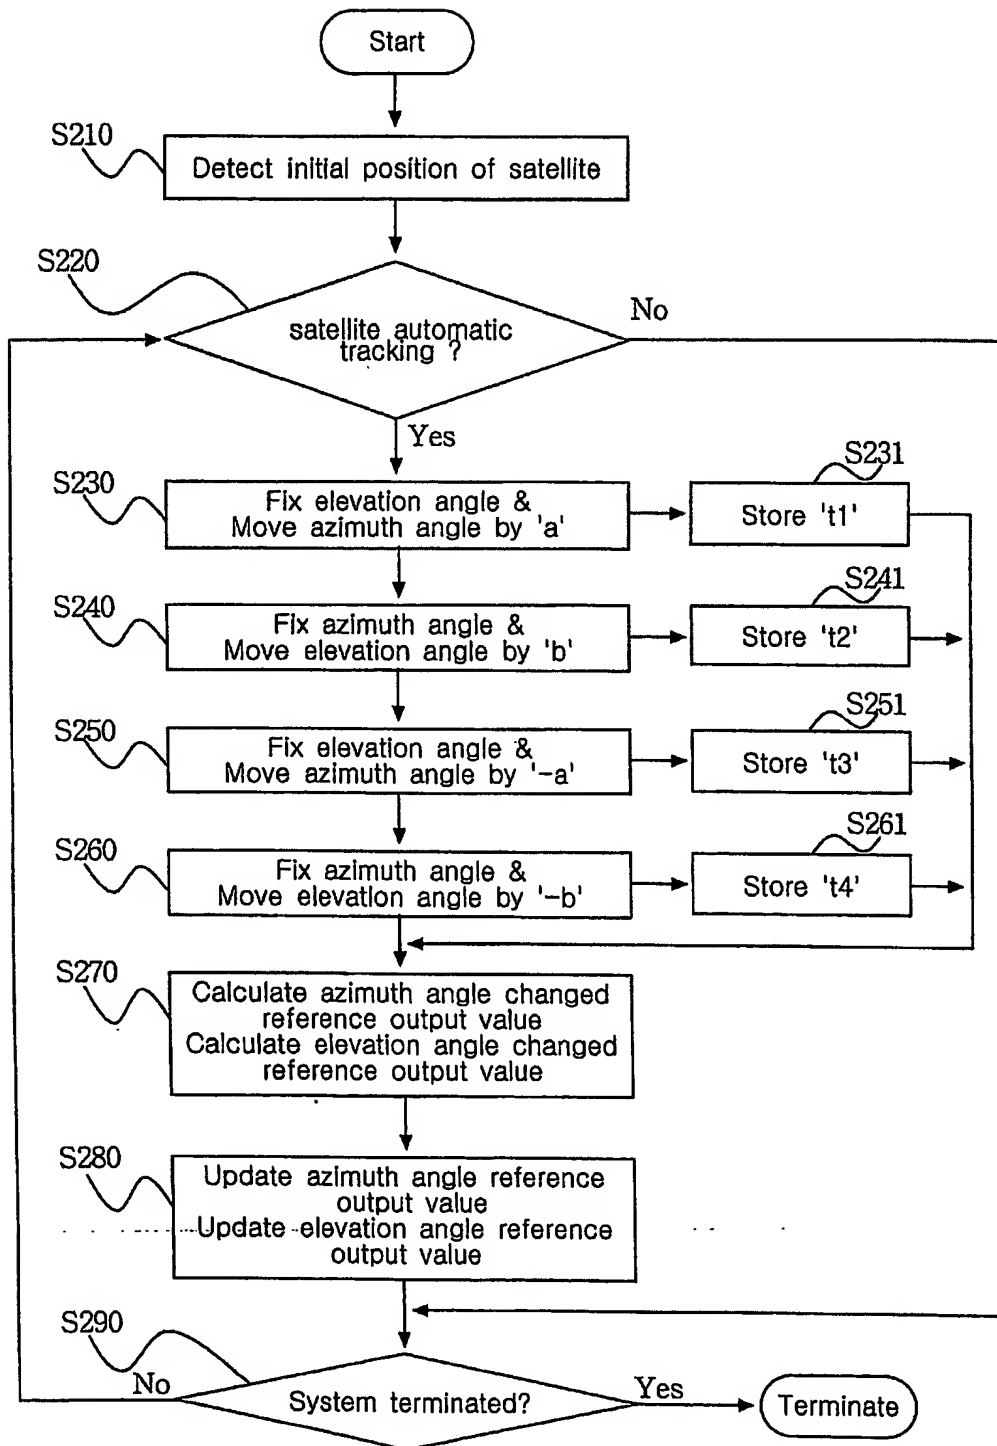 Start
S210
Detect initial position of satellite
S220
satellite automatic
tracking ?
No
Yes
S230
Fix elevation angle &
Move azimuth angle by 'a'
S231
Store 't1'
S240
Fix azimuth angle &
Move elevation angle by 'b'
S241
Store 't2'
S250
Fix elevation angle &
Move azimuth angle by '-a'
S251
Store 't3'
S260
Fix azimuth angle &
Move elevation angle by '-b'
S261
Store 't4'
S270
Calculate azimuth angle changed
reference output value
Calculate elevation angle changed
reference output value
S280
Update azimuth angle reference
output value
Update elevation angle reference
output value
S290
No
System terminated?
Yes
Terminate